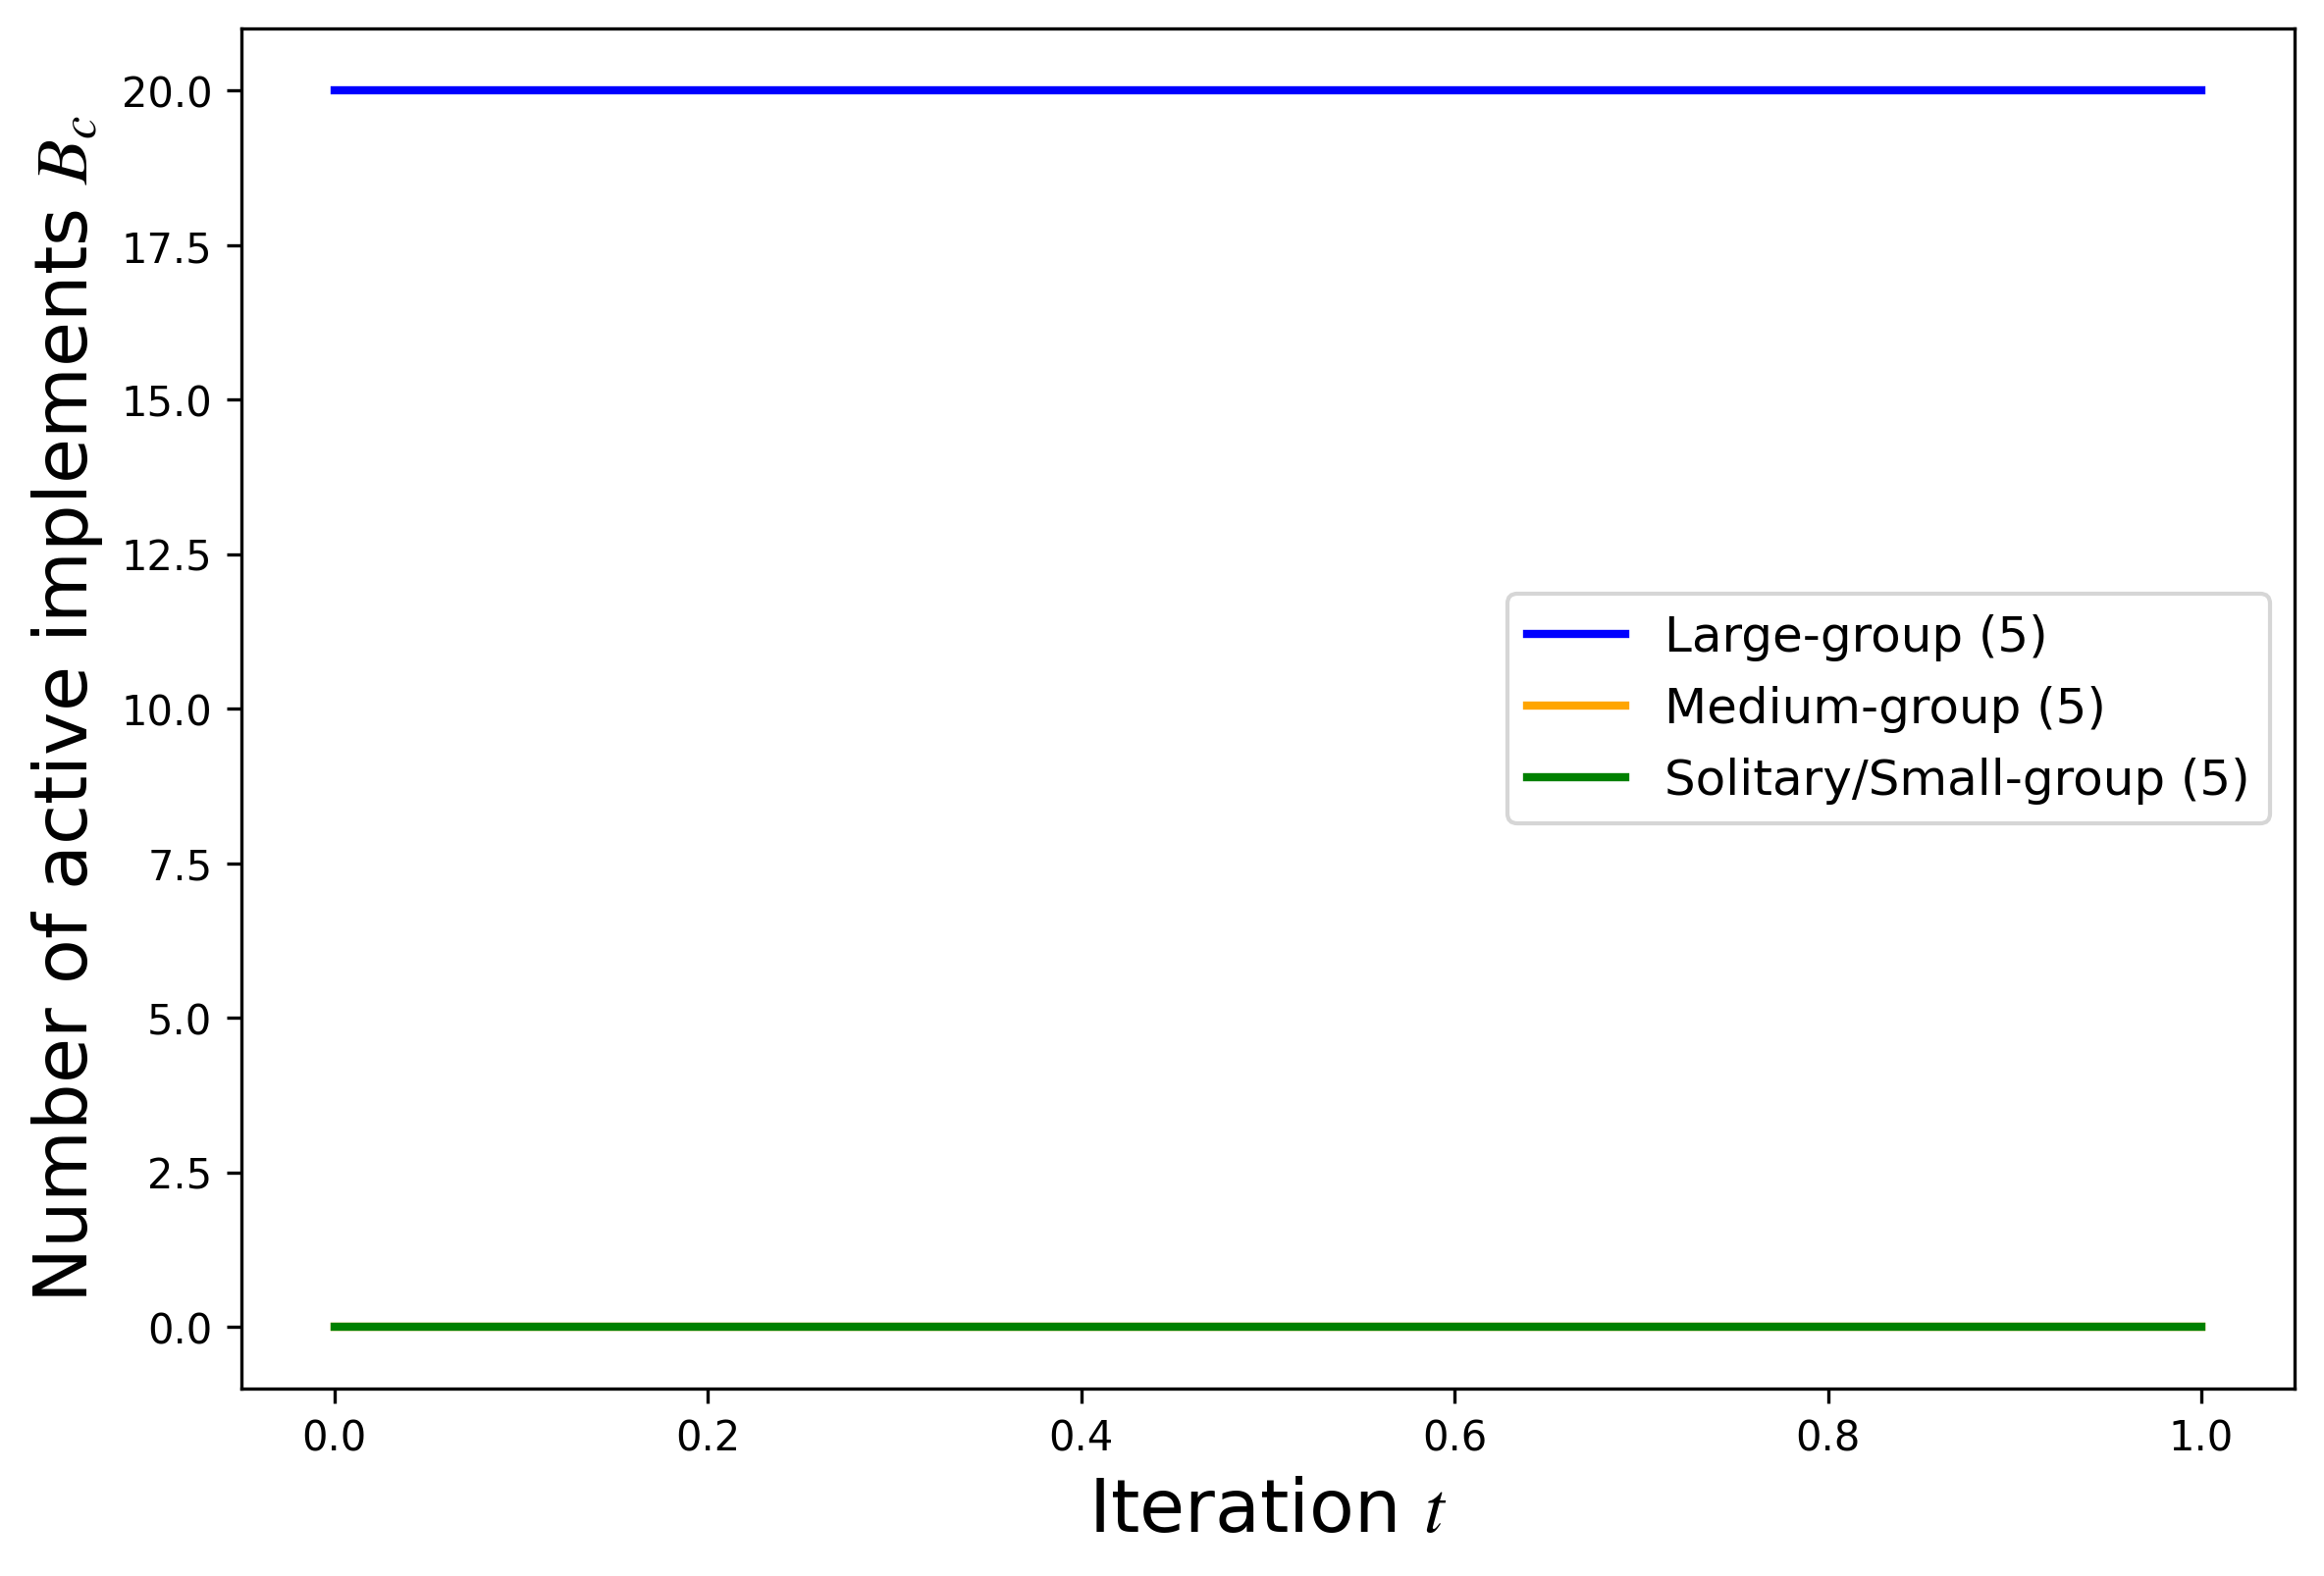 Number of active implements B_c
20.0
17.5
15.0
12.5
10.0
7.5
5.0
2.5
0.0
Large-group (5)
Medium-group (5)
Solitary/Small-group (5)
0.0 0.2 0.4 0.6 0.8 1.0
Iteration t